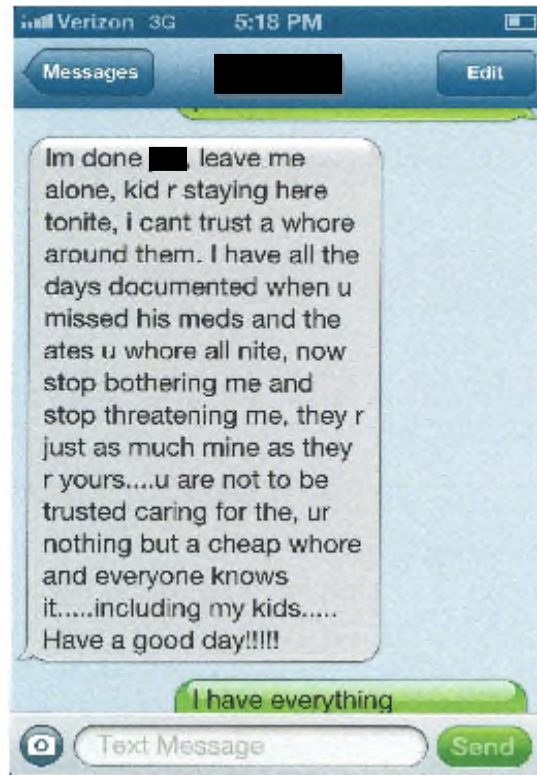 Verizon 3G 5:18 PM
Messages Edit
Im done , leave me
alone, kid r staying here
tonite, i cant trust a whore
around them. I have all the
days documented when u
missed his meds and the
ates u whore all nite, now
stop bothering me and
stop threatening me, they r
just as much mine as they
r yours....u are not to be
trusted caring for the, ur
nothing but a cheap whore
and everyone knows
it.....including my kids.....
Have a good day!!!!!
I have everything
Text Message Send